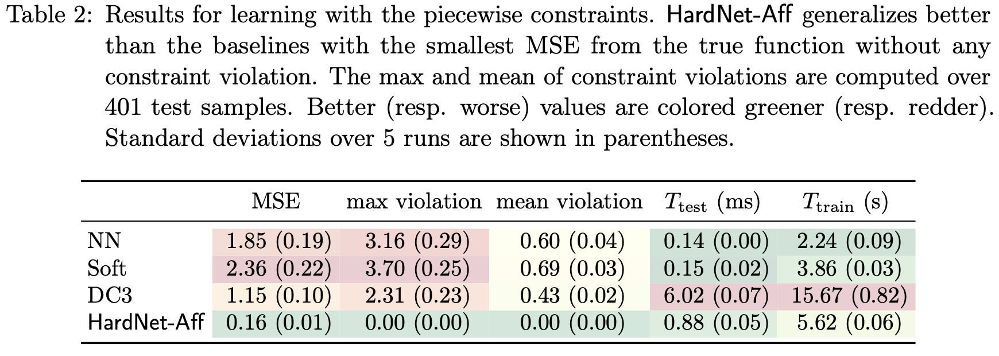 Table 2: Results for learning with the piecewise constraints. HardNet-Aff generalizes better
than the baselines with the smallest MSE from the true function without any
constraint violation. The max and mean of constraint violations are computed over
401 test samples. Better (resp. worse) values are colored greener (resp. redder).
Standard deviations over 5 runs are shown in parentheses.
MSE max violation mean violation T_test (ms) T_train (s)
NN 1.85 (0.19) 3.16 (0.29) 0.60 (0.04) 0.14 (0.00) 2.24 (0.09)
Soft 2.36 (0.22) 3.70 (0.25) 0.69 (0.03) 0.15 (0.02) 3.86 (0.03)
DC3 1.15 (0.10) 2.31 (0.23) 0.43 (0.02) 6.02 (0.07) 15.67 (0.82)
HardNet-Aff 0.16 (0.01) 0.00 (0.00) 0.00 (0.00) 0.88 (0.05) 5.62 (0.06)